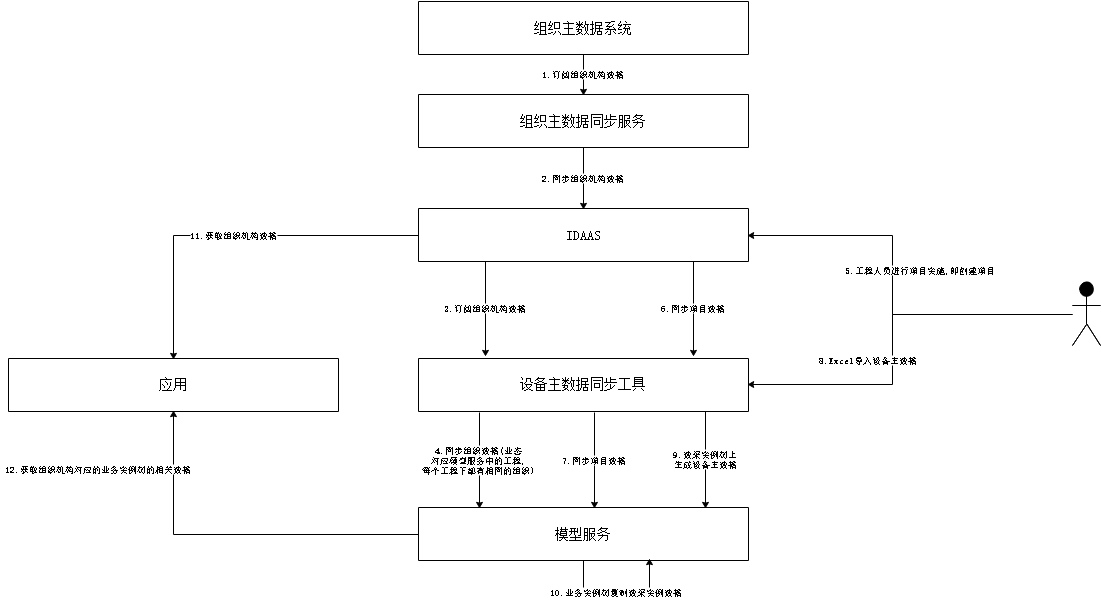 组织主数据系统
1.订阅组织机构数据
组织主数据同步服务
2.同步组织机构数据
11.获取组织机构数据
IDAAS
5.工程人员进行项目实施,即创建项目
3.订阅组织机构数据
6.同步项目数据
8.Excel导入设备主数据
应用
设备主数据同步工具
4.同步组织数据(业态
对应模型服务中的工程,
每个工程下都有相同的组织)
7.同步项目数据
9.数采实例树上
生成设备主数据
12.获取组织机构对应的业务实例树的相关数据
模型服务
10.业务实例树复制数采实例数据